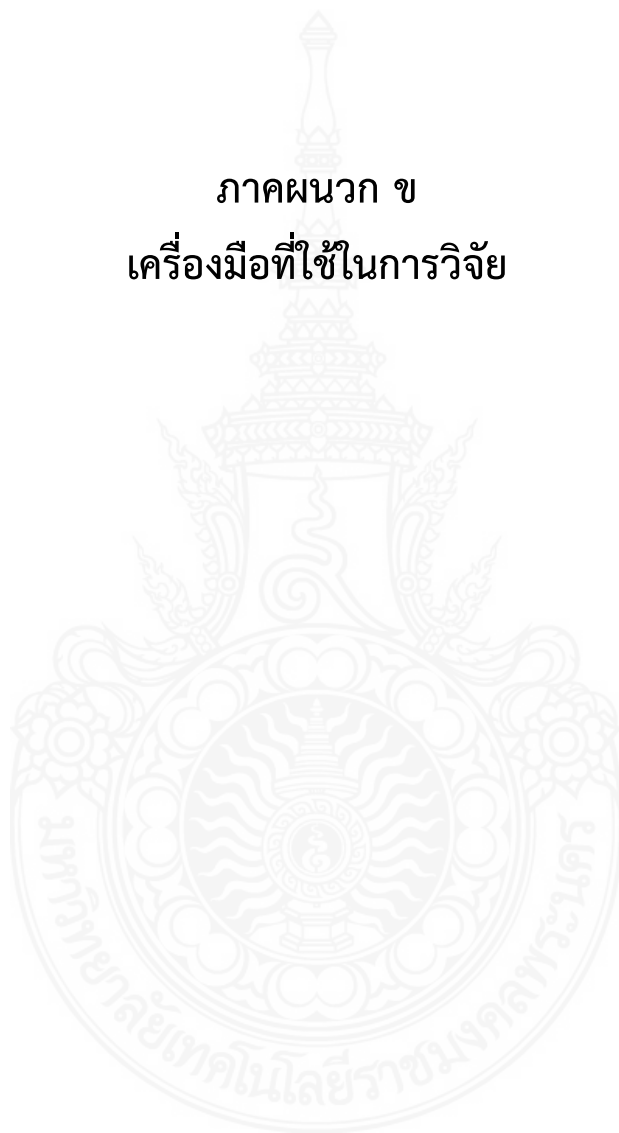 ภาคผนวก ข
เครื่องมือที่ใช้ในการวิจัย
มหาวิทยาลัยเทคโนโลยีราชมงคลพระนคร